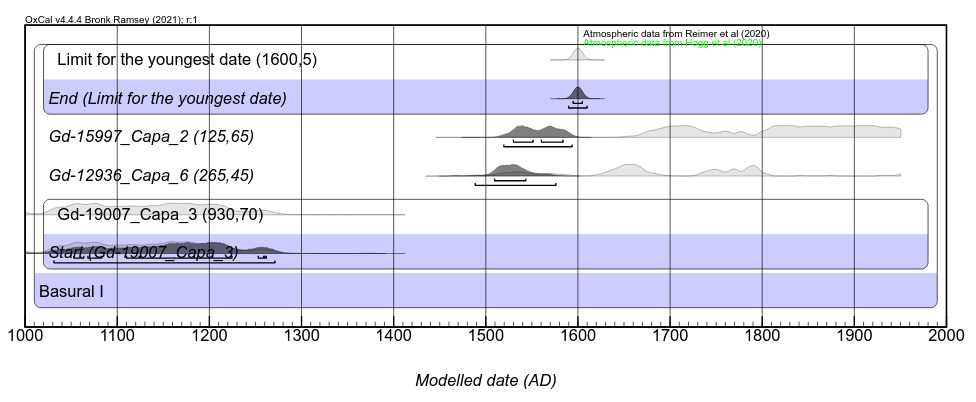 OxCal v4.4.4 Bronk Ramsey (2021); r:1
Atmospheric data from Reimer et al (2020)
Atmospheric data from Hogg et al (2020)
Limit for the youngest date (1600,5)
End (Limit for the youngest date)
Gd-15997_Capa_2 (125,65)
Gd-12936_Capa_6 (265,45)
Gd-19007_Capa_3 (930,70)
Start (Gd-19007_Capa_3)
Basural I
1000 1100 1200 1300 1400 1500 1600 1700 1800 1900 2000
Modelled date (AD)